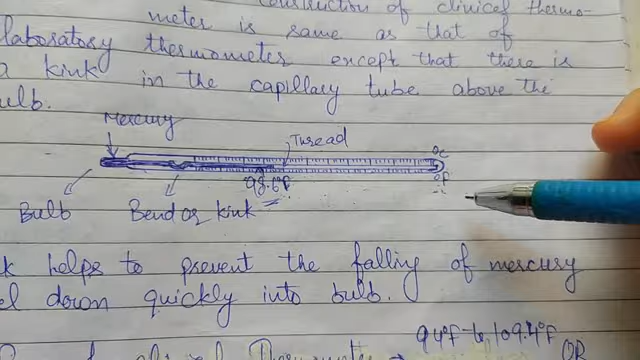 Construction of clinical thermo-
meter is same as that of
laboratory thermometer except that there is
a kink in the capillary tube above the
bulb.
Mercury
Thread
°C
°F
98.6°F
Bulb Bend or kink
k helps to prevent the falling of mercury
el down quickly into bulb.
94°F to 109.4°F
OR